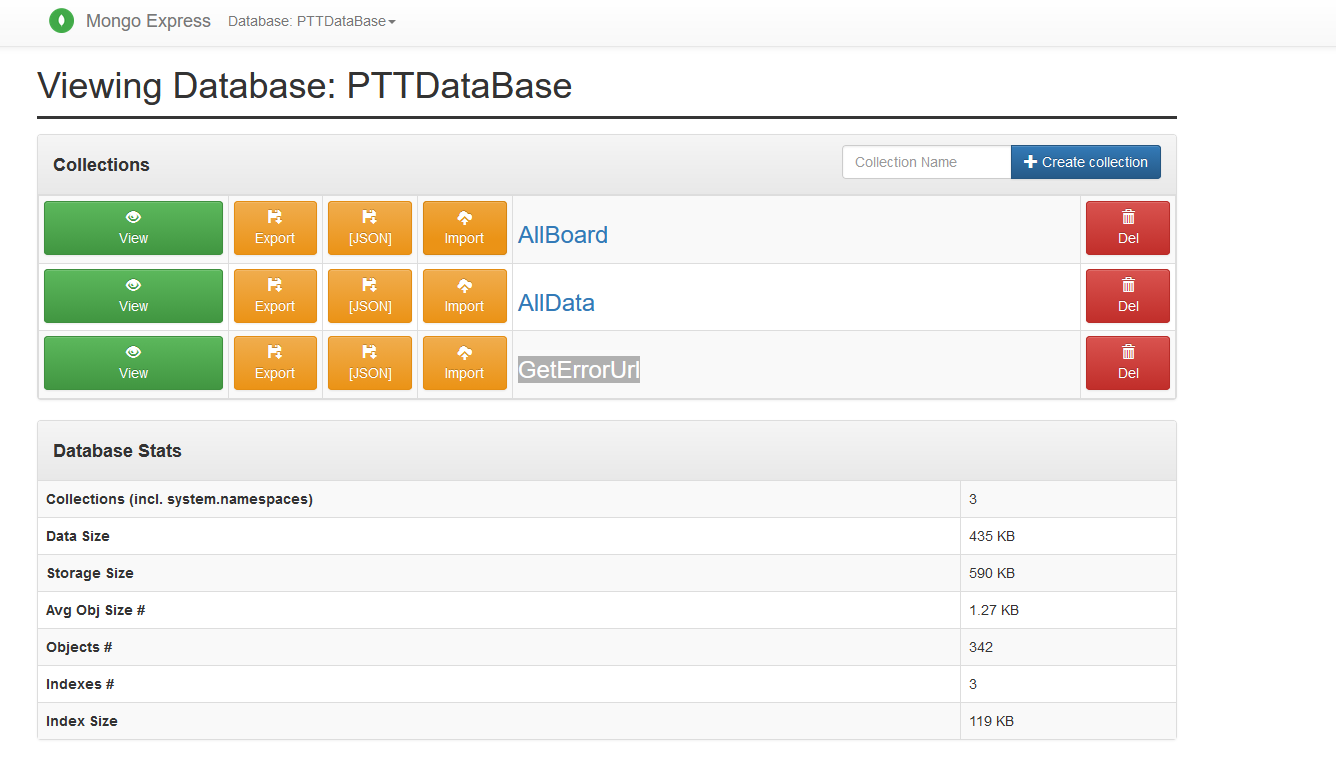 Mongo Express Database: PTTDataBase
Viewing Database: PTTDataBase
Collections
Collection Name
Create collection
View Export [JSON] Import AllBoard Del
View Export [JSON] Import AllData Del
View Export [JSON] Import GetErrorUrl Del
Database Stats
Collections (incl. system.namespaces) 3
Data Size 435 KB
Storage Size 590 KB
Avg Obj Size # 1.27 KB
Objects # 342
Indexes # 3
Index Size 119 KB